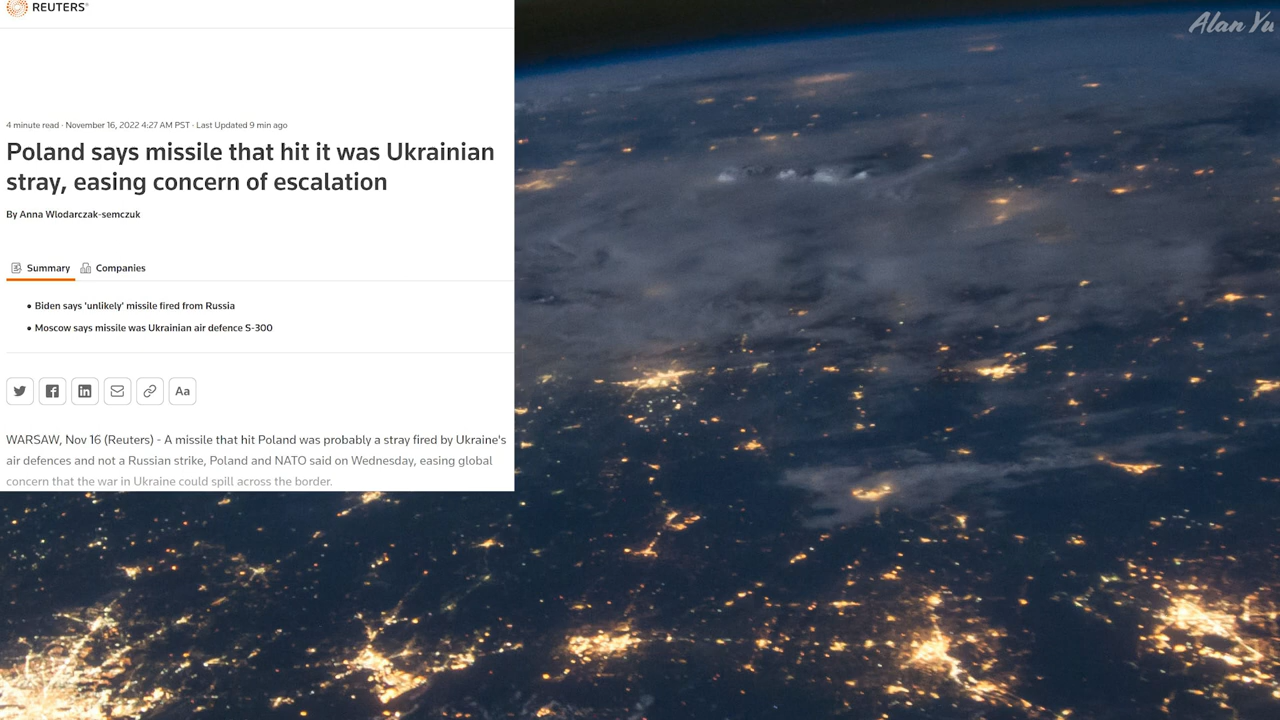 REUTERS®
Alan Yu
4 minute read · November 16, 2022 4:27 AM PST · Last Updated 9 min ago
Poland says missile that hit it was Ukrainian
stray, easing concern of escalation
By Anna Wlodarczak-semczuk
Summary Companies
• Biden says 'unlikely' missile fired from Russia
• Moscow says missile was Ukrainian air defence S-300
Aa
WARSAW, Nov 16 (Reuters) - A missile that hit Poland was probably a stray fired by Ukraine's
air defences and not a Russian strike, Poland and NATO said on Wednesday, easing global
concern that the war in Ukraine could spill across the border.